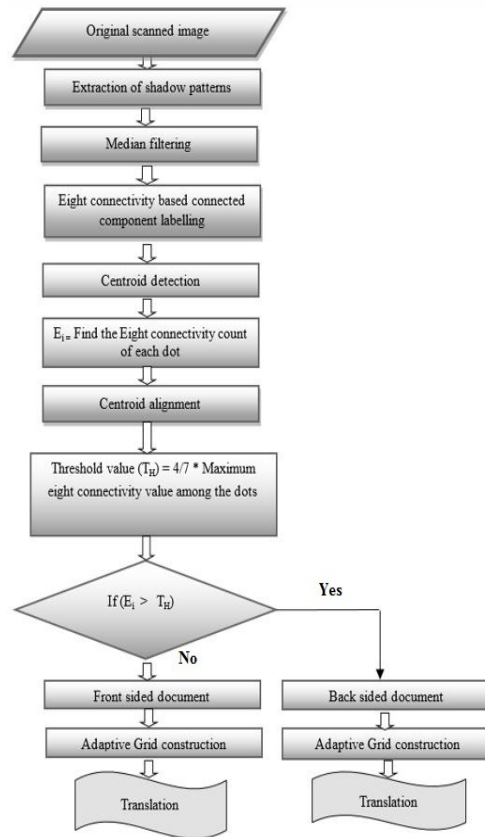 Original scanned image
Extraction of shadow patterns
Median filtering
Eight connectivity based connected
component labelling
Centroid detection
Ei= Find the Eight connectivity count
of each dot
Centroid alignment
Threshold value (TH) = 4/7 * Maximum
eight connectivity value among the dots
If (Ei > TH)
Yes
No
Front sided document
Adaptive Grid construction
Translation
Back sided document
Adaptive Grid construction
Translation